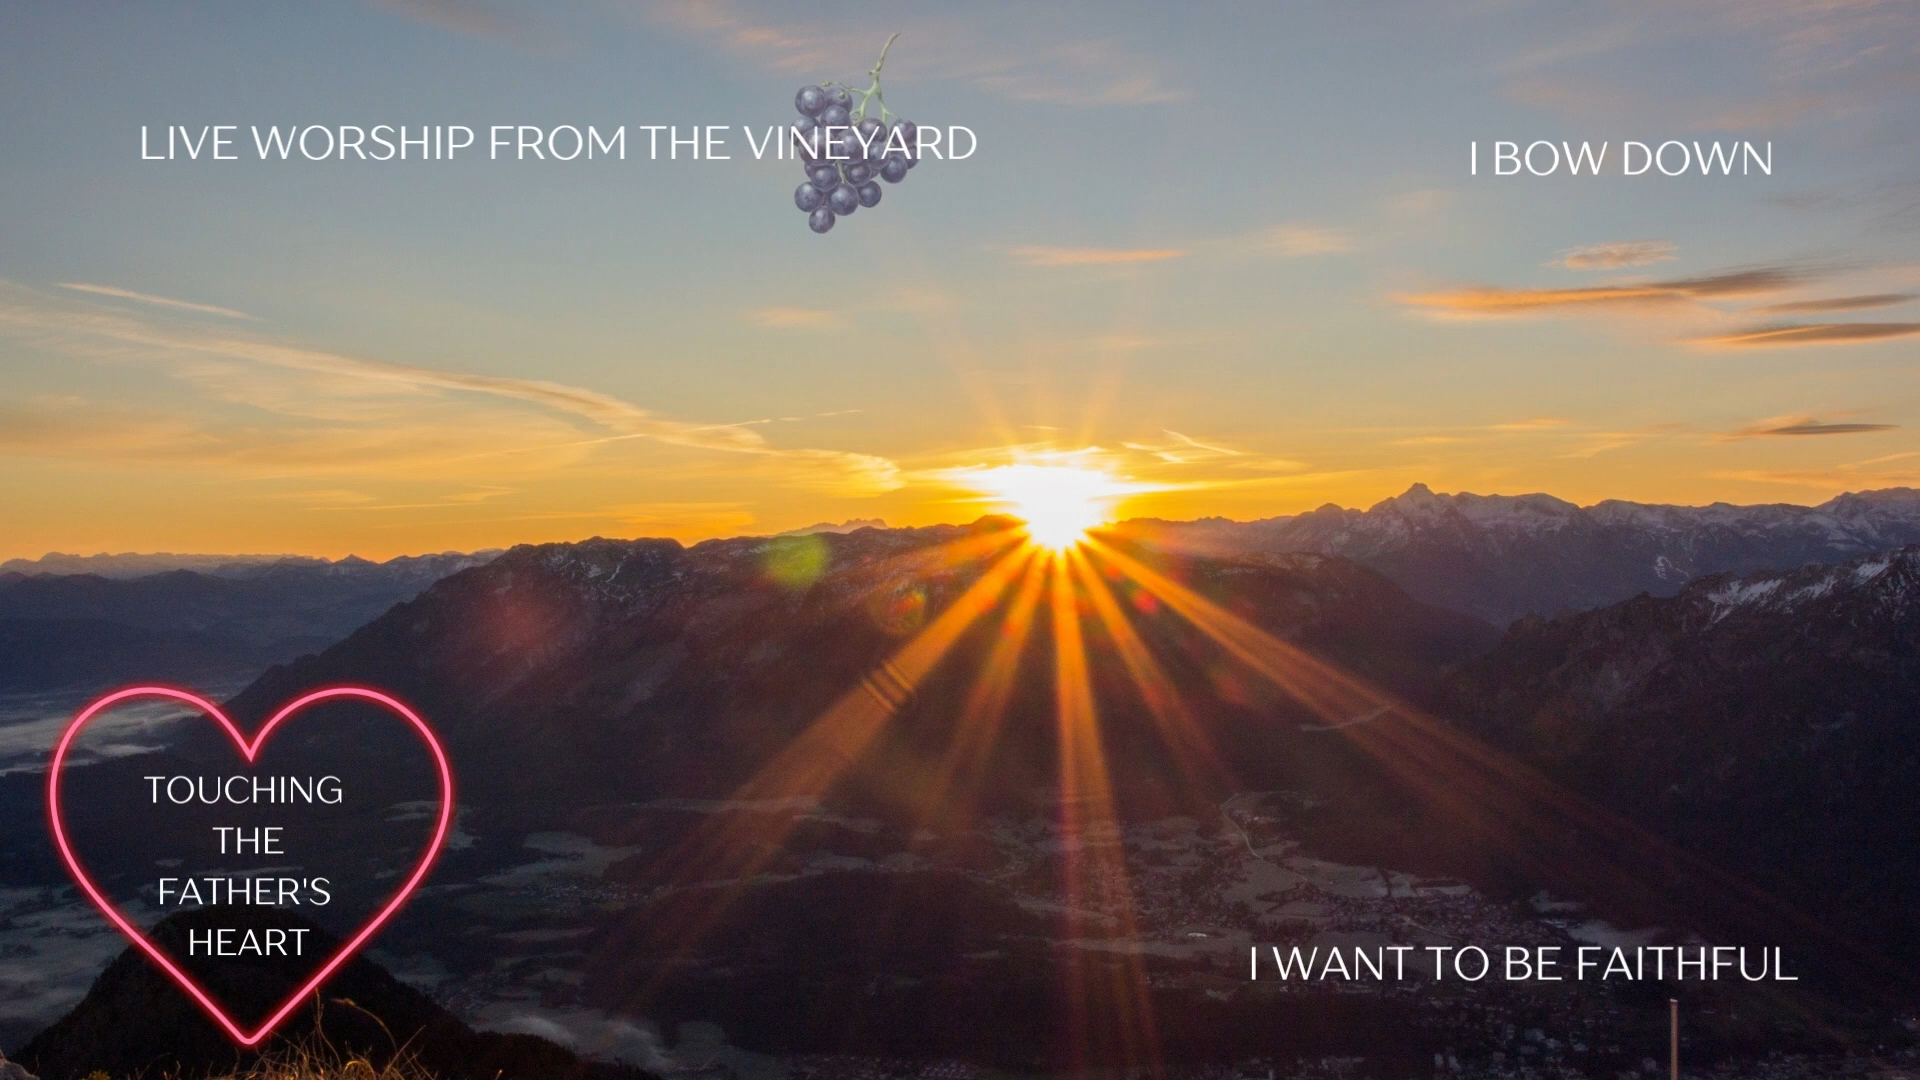 LIVE WORSHIP FROM THE VINEYARD
I BOW DOWN
TOUCHING
THE
FATHER'S
HEART
I WANT TO BE FAITHFUL